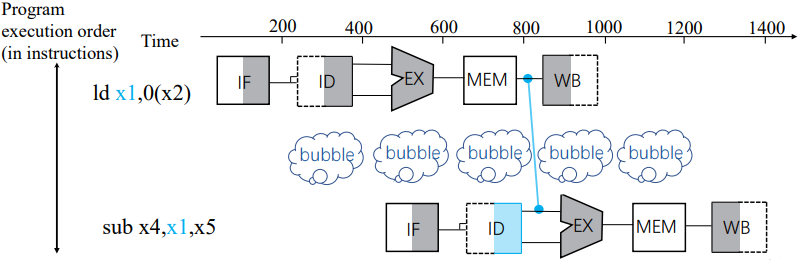 Program
execution order
(in instructions)
Time
200 400 600 800 1000 1200 1400
ld x1,0(x2)
IF ID EX MEM WB
bubble bubble bubble bubble bubble
sub x4,x1,x5
IF ID EX MEM WB